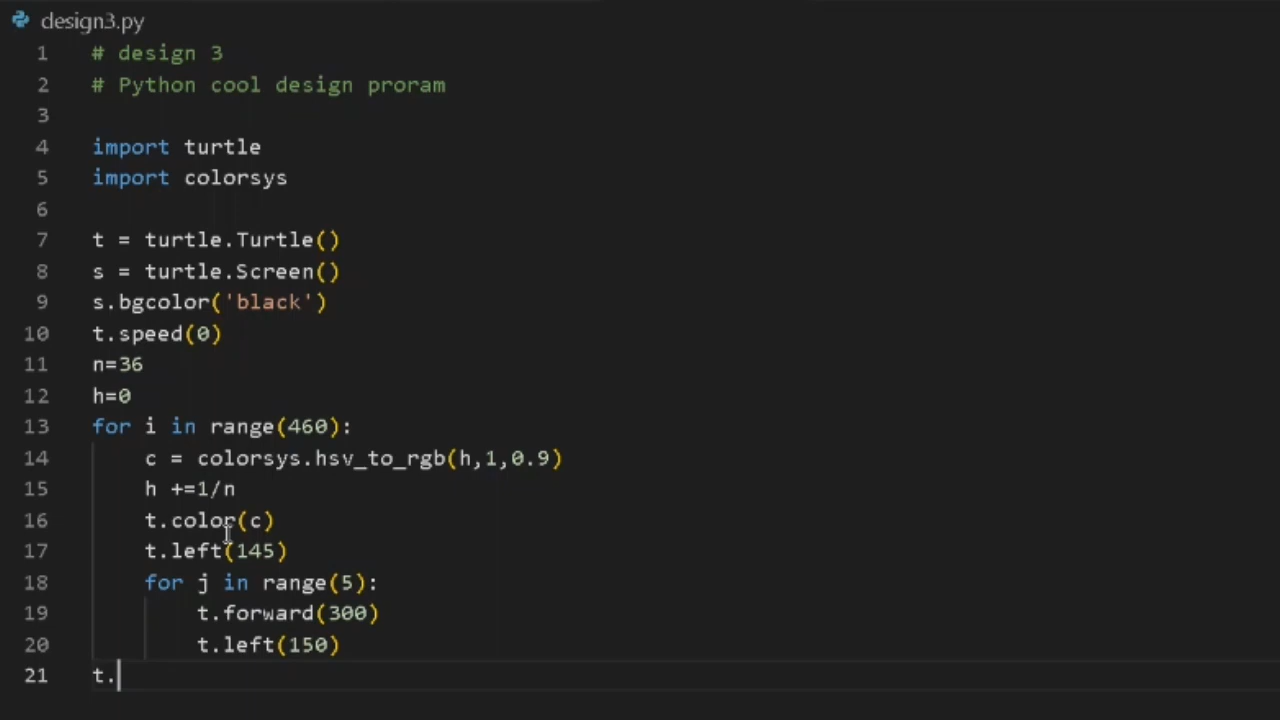 design3.py
1 # design 3
2 # Python cool design proram
3
4 import turtle
5 import colorsys
6
7 t = turtle.Turtle()
8 s = turtle.Screen()
9 s.bgcolor('black')
10 t.speed(0)
11 n=36
12 h=0
13 for i in range(460):
14     c = colorsys.hsv_to_rgb(h,1,0.9)
15     h +=1/n
16     t.color(c)
17     t.left(145)
18     for j in range(5):
19         t.forward(300)
20         t.left(150)
21 t.